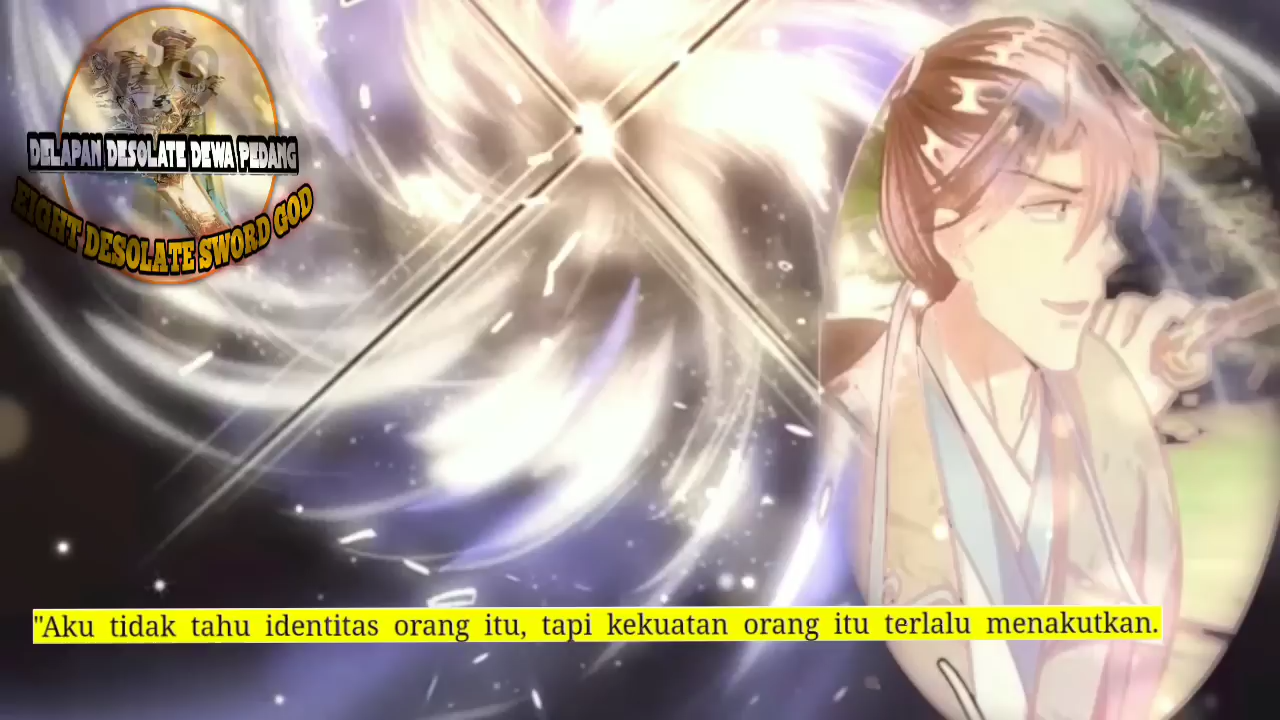 DELAPAN DESOLATE DEWA PEDANG
EIGHT DESOLATE SWORD GOD
"Aku tidak tahu identitas orang itu, tapi kekuatan orang itu terlalu menakutkan.